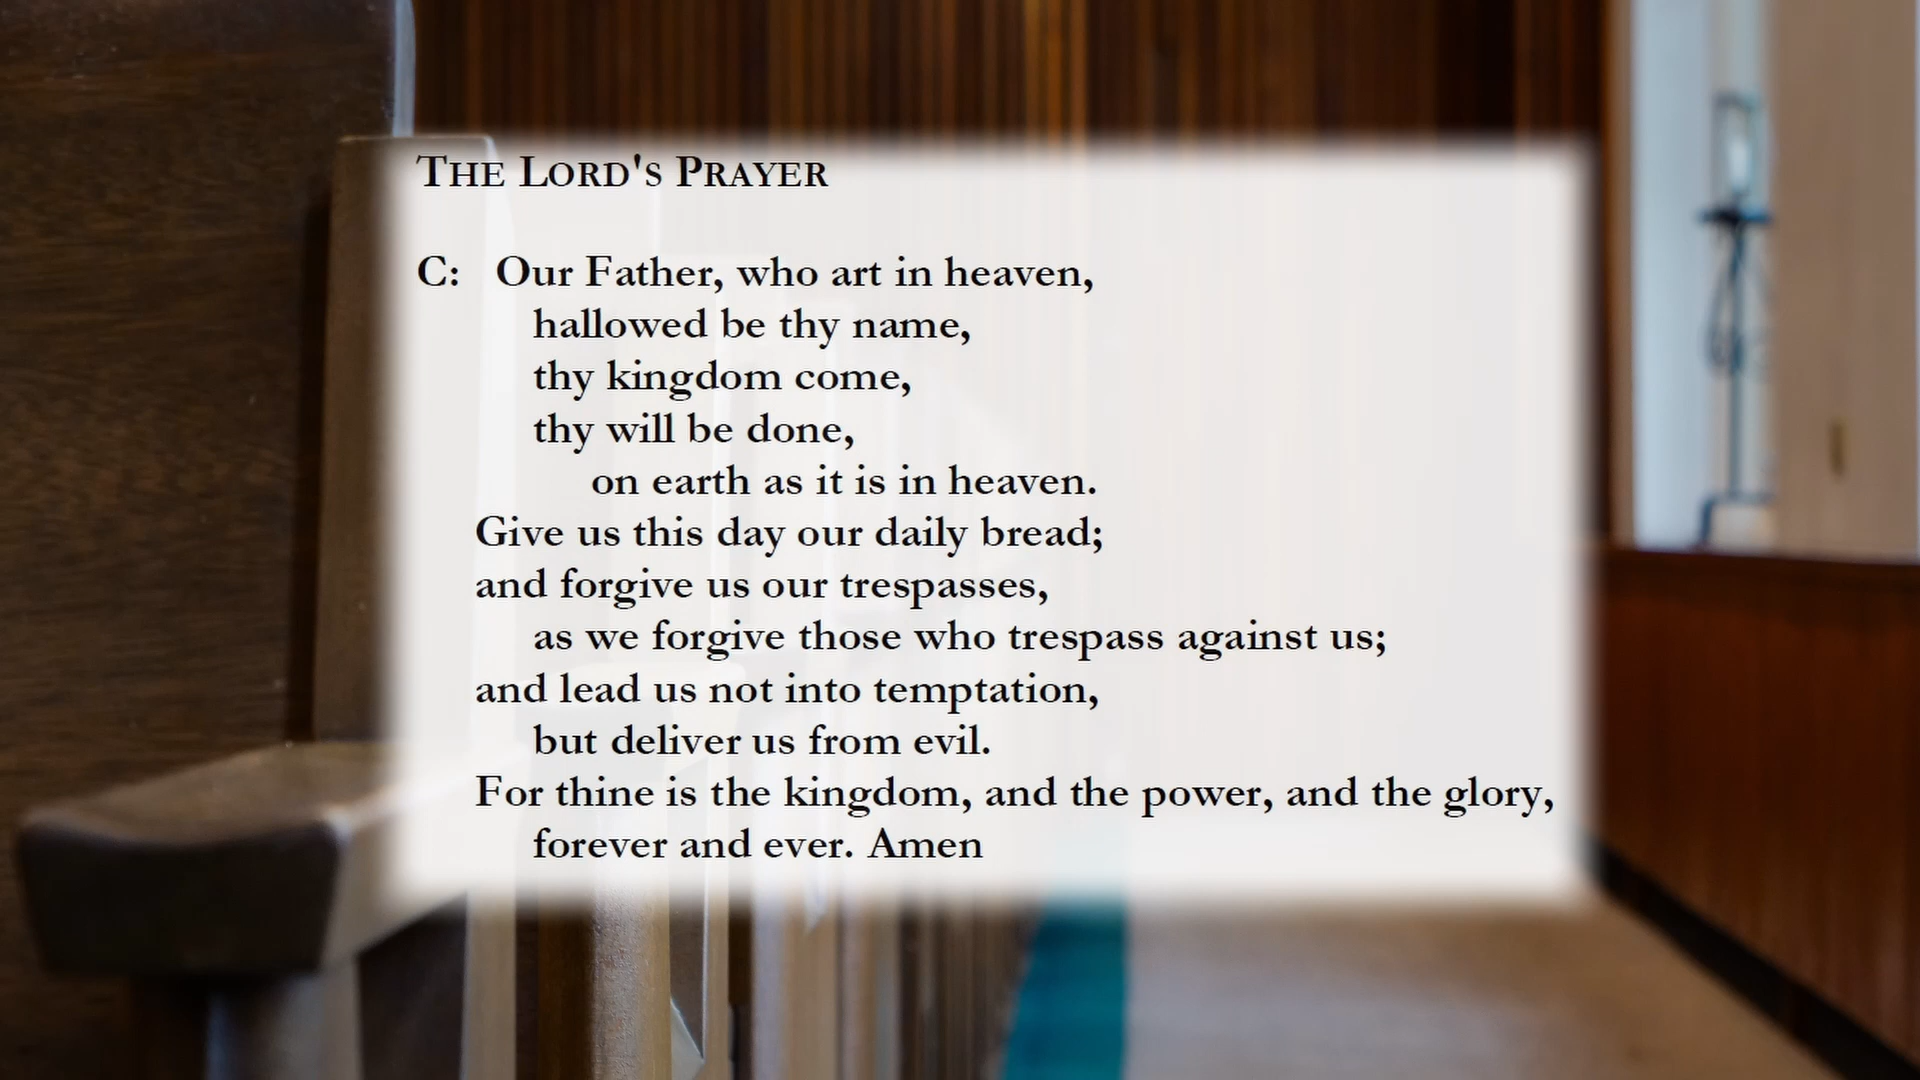 THE LORD'S PRAYER
C: Our Father, who art in heaven,
hallowed be thy name,
thy kingdom come,
thy will be done,
on earth as it is in heaven.
Give us this day our daily bread;
and forgive us our trespasses,
as we forgive those who trespass against us;
and lead us not into temptation,
but deliver us from evil.
For thine is the kingdom, and the power, and the glory,
forever and ever. Amen